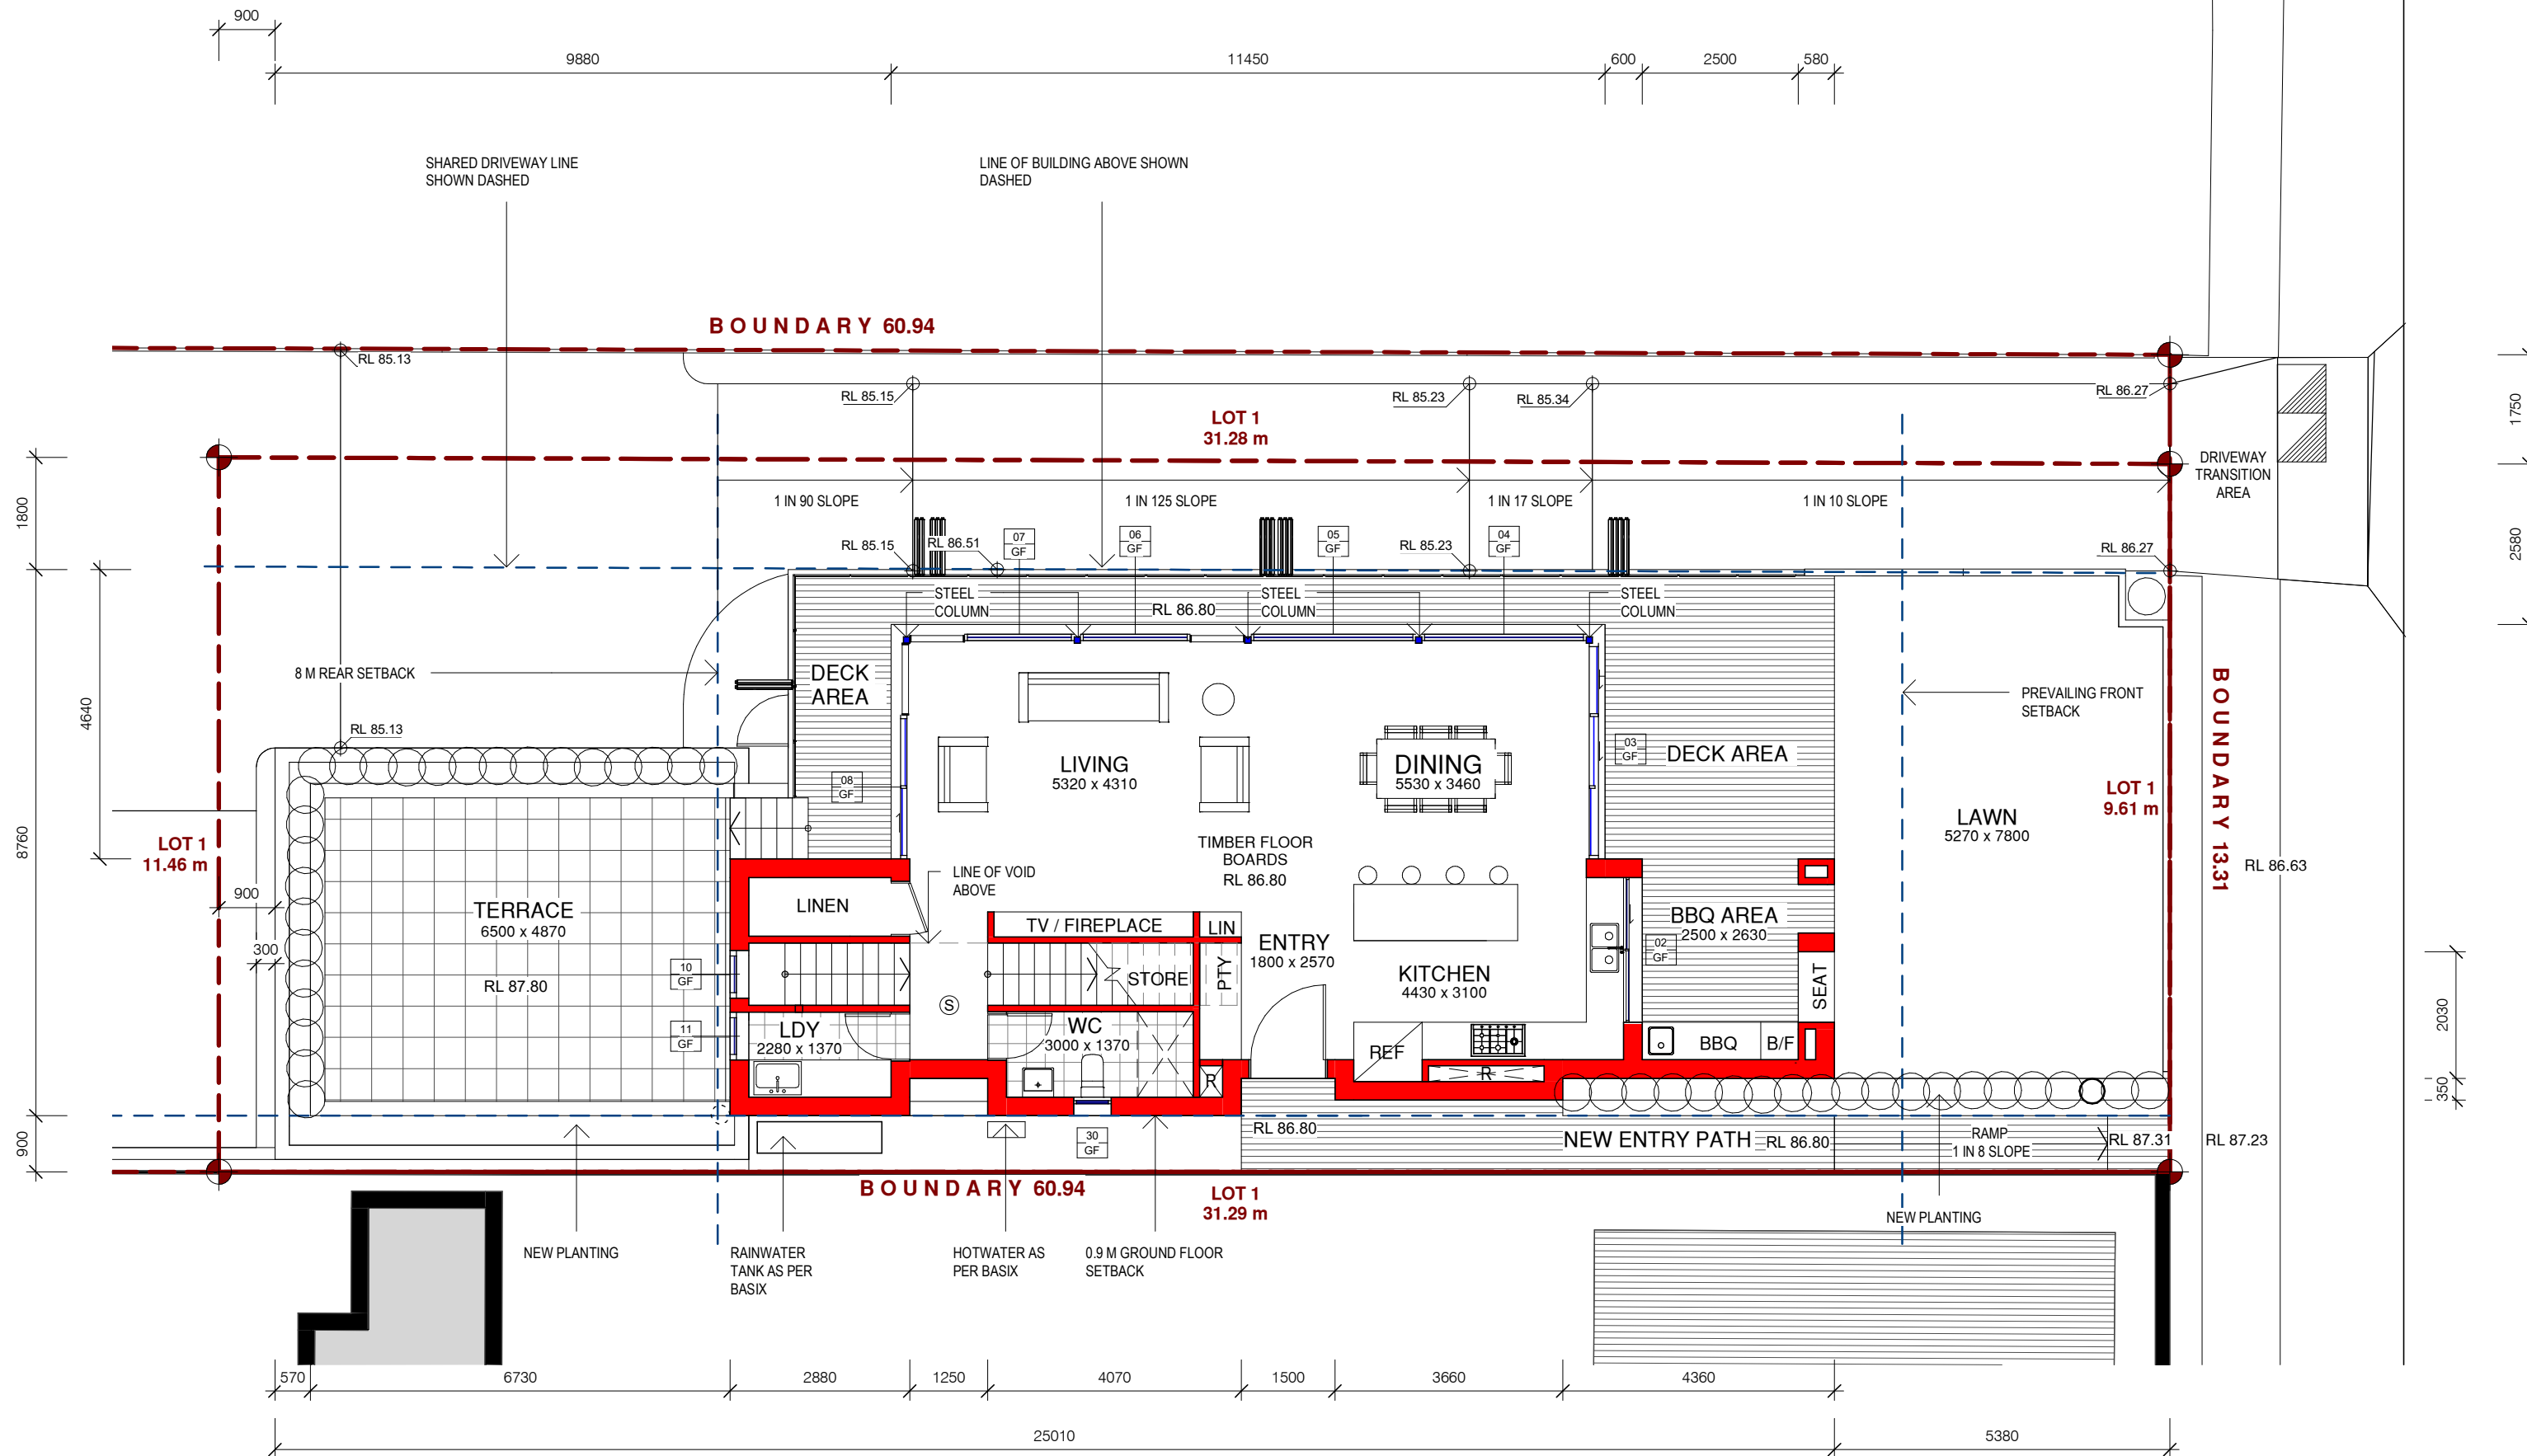 900
9880
11450
600
2500
580
SHARED DRIVEWAY LINE
SHOWN DASHED
LINE OF BUILDING ABOVE SHOWN
DASHED
BOUNDARY 60.94
RL 85.13
RL 85.15
RL 85.23
RL 85.34
RL 86.27
LOT 1
31.28 m
1750
DRIVEWAY
TRANSITION
AREA
1800
1 IN 90 SLOPE
1 IN 125 SLOPE
1 IN 17 SLOPE
1 IN 10 SLOPE
RL 85.15
RL 86.51
07
GF
06
GF
05
GF
04
GF
RL 85.23
RL 86.27
2580
STEEL
COLUMN
RL 86.80
STEEL
COLUMN
STEEL
COLUMN
8 M REAR SETBACK
DECK
AREA
PREVAILING FRONT
SETBACK
4640
RL 85.13
BOUNDARY 13.31
LIVING
5320 x 4310
DINING
5530 x 3460
03
GF
DECK AREA
08
GF
LOT 1
9.61 m
LAWN
5270 x 7800
8760
LOT 1
11.46 m
TIMBER FLOOR
BOARDS
RL 86.80
RL 86.63
900
LINE OF VOID
ABOVE
LINEN
TERRACE
6500 x 4870
TV / FIREPLACE
LIN
BBQ AREA
2500 x 2630
300
ENTRY
1800 x 2570
02
GF
10
GF
STORE
PTY
KITCHEN
4430 x 3100
SEAT
RL 87.80
S
2030
11
GF
LDY
2280 x 1370
WC
3000 x 1370
REF
BBQ
B/F
R
R
350
900
RL 86.80
30
GF
NEW ENTRY PATH
RL 86.80
RAMP
1 IN 8 SLOPE
RL 87.31
RL 87.23
BOUNDARY 60.94
LOT 1
31.29 m
NEW PLANTING
NEW PLANTING
RAINWATER
TANK AS PER
BASIX
HOTWATER AS
PER BASIX
0.9 M GROUND FLOOR
SETBACK
570
6730
2880
1250
4070
1500
3660
4360
25010
5380